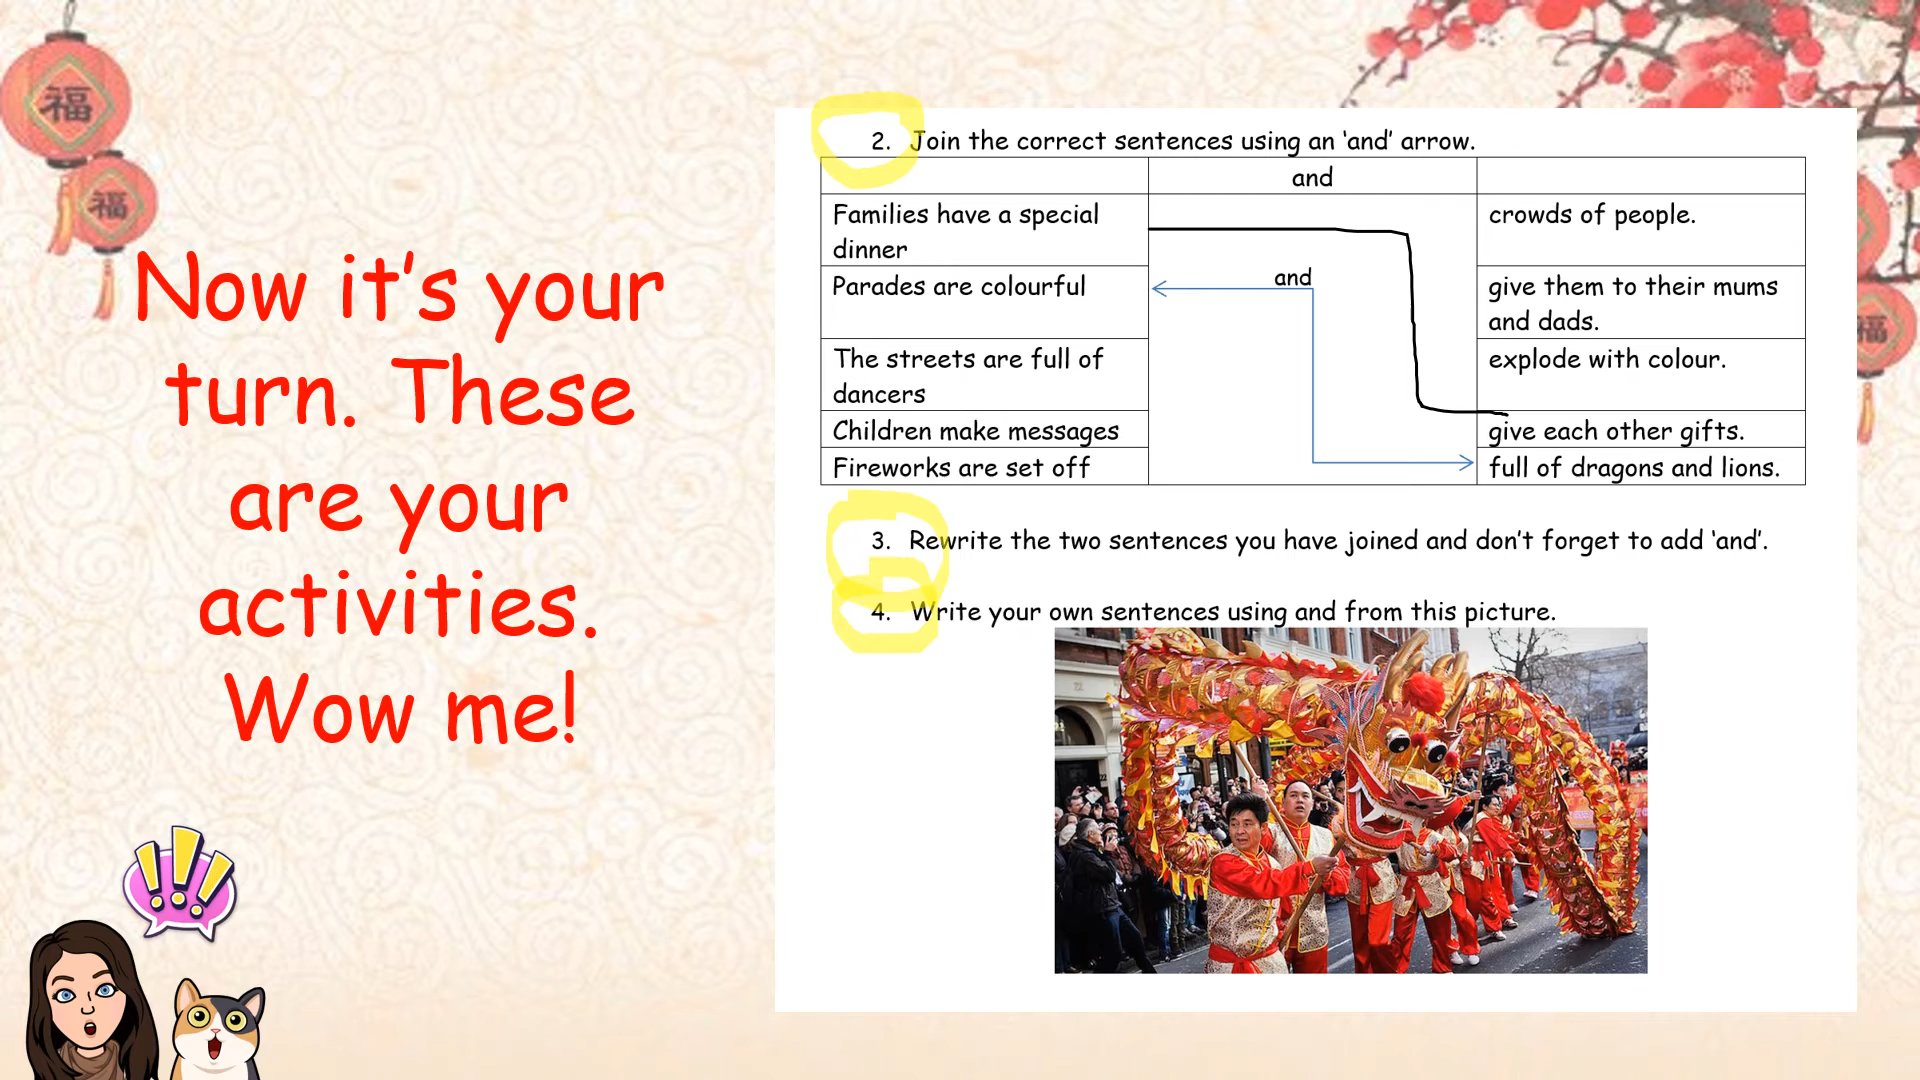 福
福
Now it's your
turn. These
are your
activities.
Wow me!
!!!
2. Join the correct sentences using an ‘and’ arrow.
and
Families have a special
dinner
crowds of people.
Parades are colourful
and
give them to their mums
and dads.
The streets are full of
dancers
explode with colour.
Children make messages
give each other gifts.
Fireworks are set off
full of dragons and lions.
3. Rewrite the two sentences you have joined and don’t forget to add ‘and’.
4. Write your own sentences using and from this picture.
福